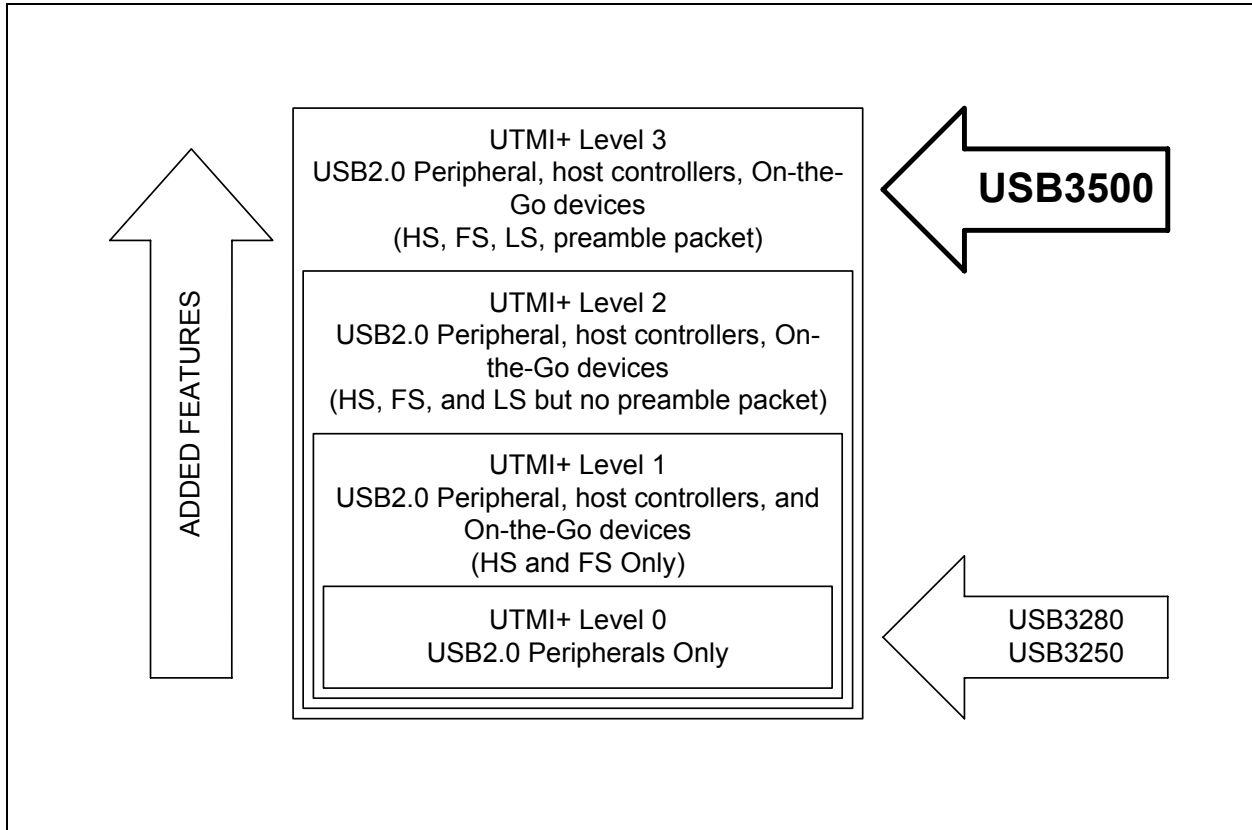 UTMI+ Level 3
USB2.0 Peripheral, host controllers, On-the-
Go devices
(HS, FS, LS, preamble packet)
USB3500
ADDED FEATURES
UTMI+ Level 2
USB2.0 Peripheral, host controllers, On-
the-Go devices
(HS, FS, and LS but no preamble packet)
UTMI+ Level 1
USB2.0 Peripheral, host controllers, and
On-the-Go devices
(HS and FS Only)
UTMI+ Level 0
USB2.0 Peripherals Only
USB3280
USB3250